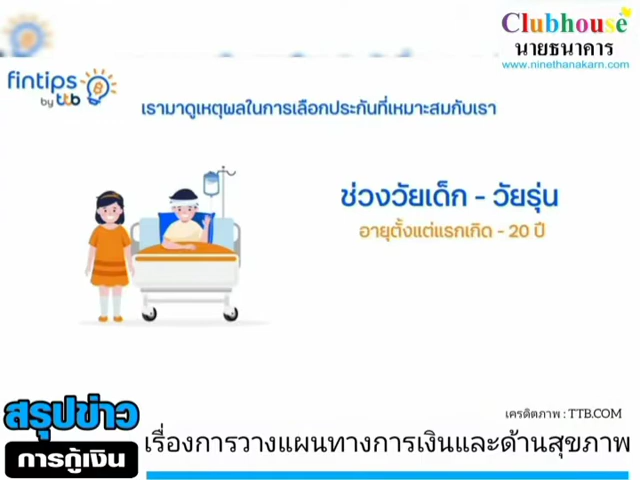 Clubhouse
นายธนาคาร
www.ninethanakarn.com
fintips
by ttb
เรามาดูเหตุผลในการเลือกประกันที่เหมาะสมกับเรา
ช่วงวัยเด็ก - วัยรุ่น
อายุตั้งแต่แรกเกิด - 20 ปี
เครดิตภาพ : TTB.COM
สรุปข่าว
การกู้เงิน
เรื่องการวางแผนทางการเงินและด้านสุขภาพ